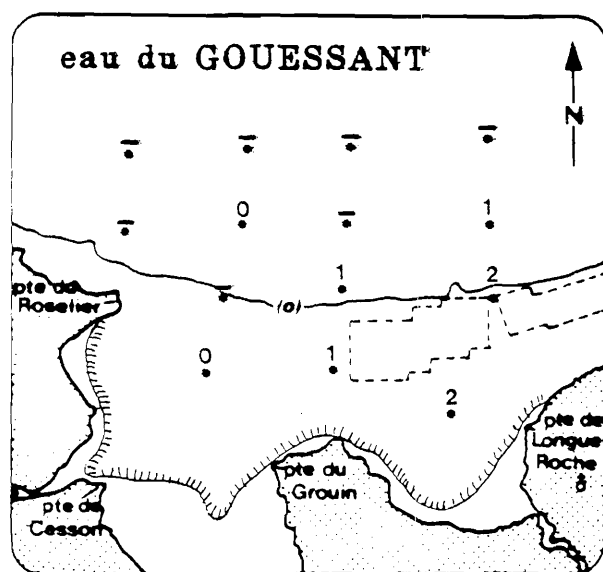 eau du GOUESSANT
N
0
1
1
2
(o)
pte du
Roselier
0
1
2
pte de
Longue
Roche
pte du
Grouin
pte de
Cesson